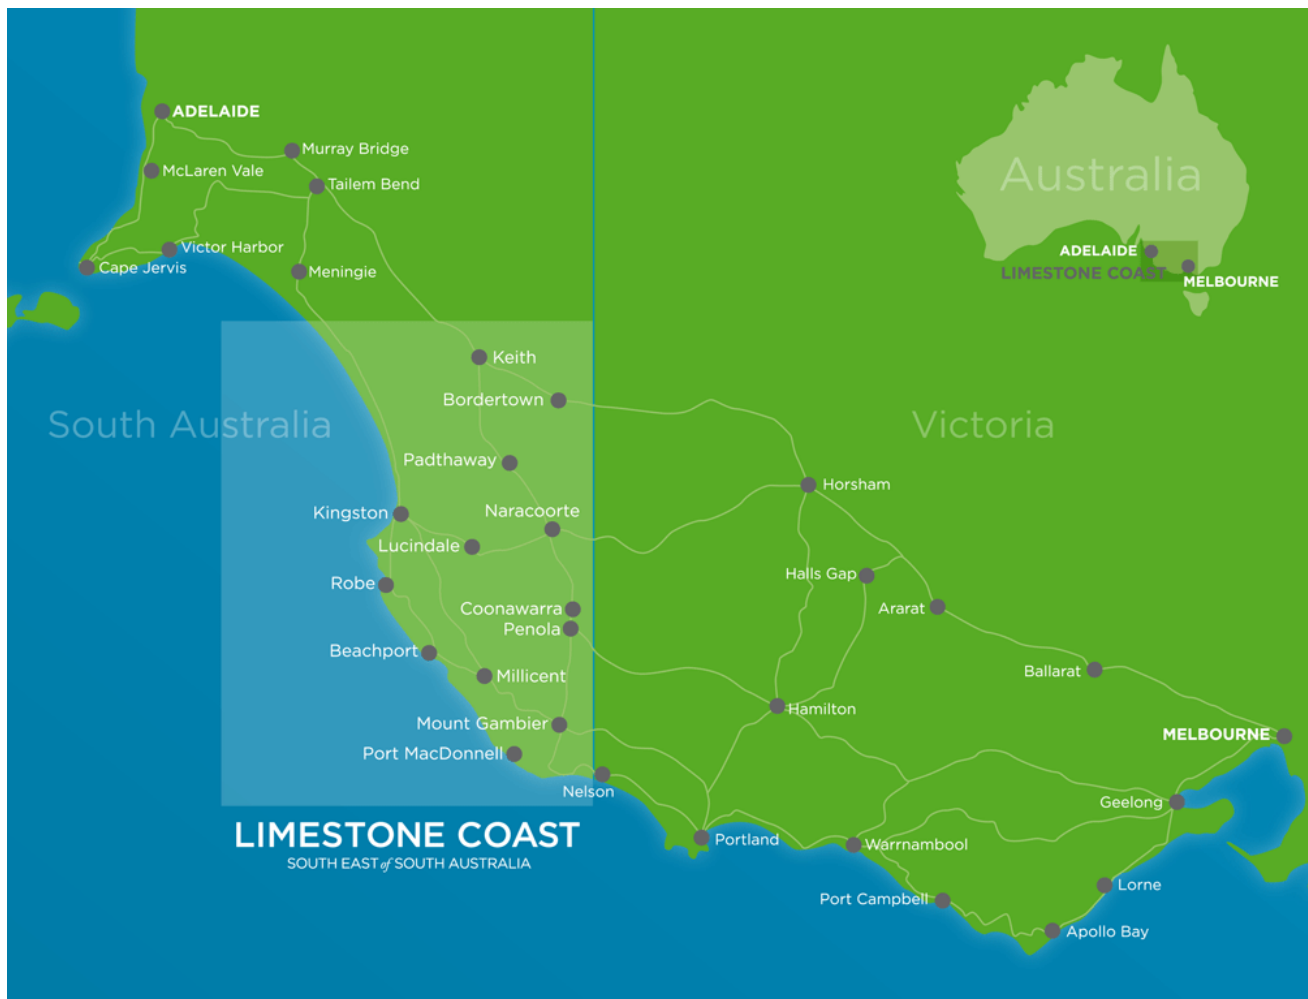 ADELAIDE
Murray Bridge
McLaren Vale
Tailem Bend
Australia
Victor Harbor
ADELAIDE
Cape Jervis
Meningie
LIMESTONE COAST
MELBOURNE
Keith
Bordertown
South Australia
Victoria
Padthaway
Horsham
Kingston
Naracoorte
Lucindale
Halls Gap
Robe
Coonawarra
Ararat
Penola
Beachport
Millicent
Ballarat
Hamilton
Mount Gambier
MELBOURNE
Port MacDonnell
Nelson
Geelong
LIMESTONE COAST
SOUTH EAST of SOUTH AUSTRALIA
Portland
Warrnambool
Lorne
Port Campbell
Apollo Bay